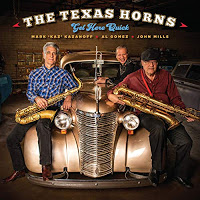 THE TEXAS HORNS
Get Here Quick
MARK "KAZ" KAZANOFF • AL GOMEZ • JOHN MILLS